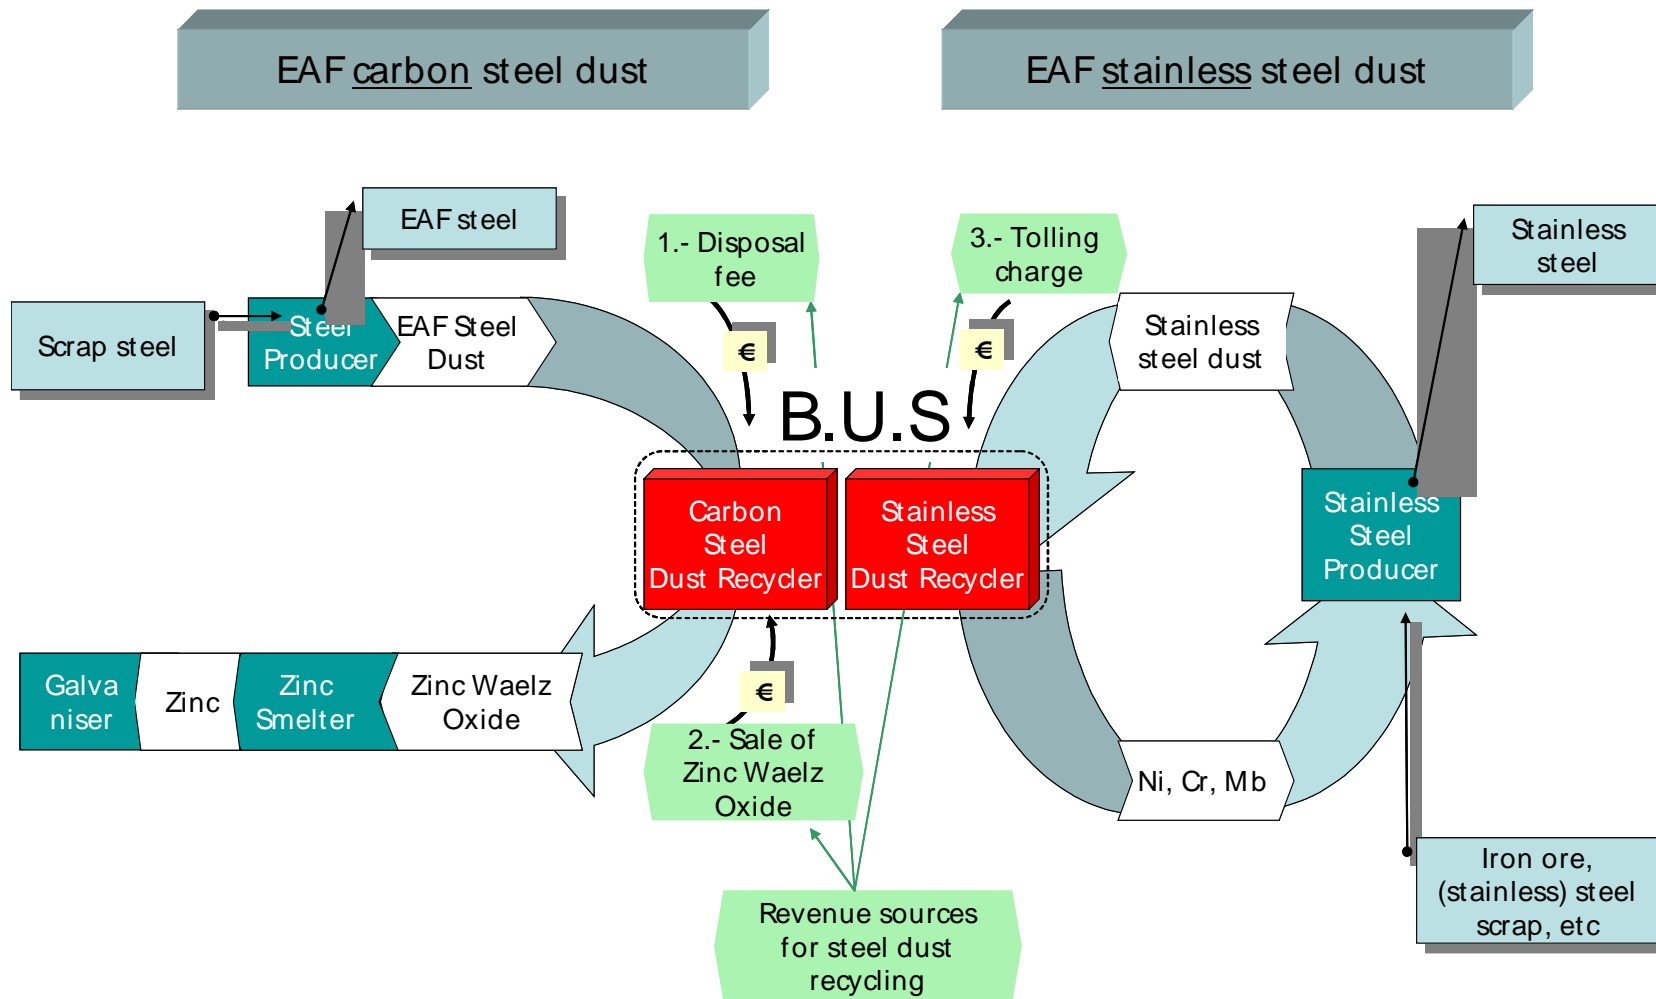 EAF carbon steel dust
EAF stainless steel dust
EAF steel
1.- Disposal
fee
3.- Tolling
charge
Stainless
steel
Scrap steel
Steel
Producer
EAF Steel
Dust
€
€
Stainless
steel dust
B.U.S
Carbon
Steel
Dust Recycler
Stainless
Steel
Dust Recycler
Stainless
Steel
Producer
Galva
niser
Zinc
Zinc
Smelter
Zinc Waelz
Oxide
€
2.- Sale of
Zinc Waelz
Oxide
Ni, Cr, Mb
Revenue sources
for steel dust
recycling
Iron ore,
(stainless) steel
scrap, etc